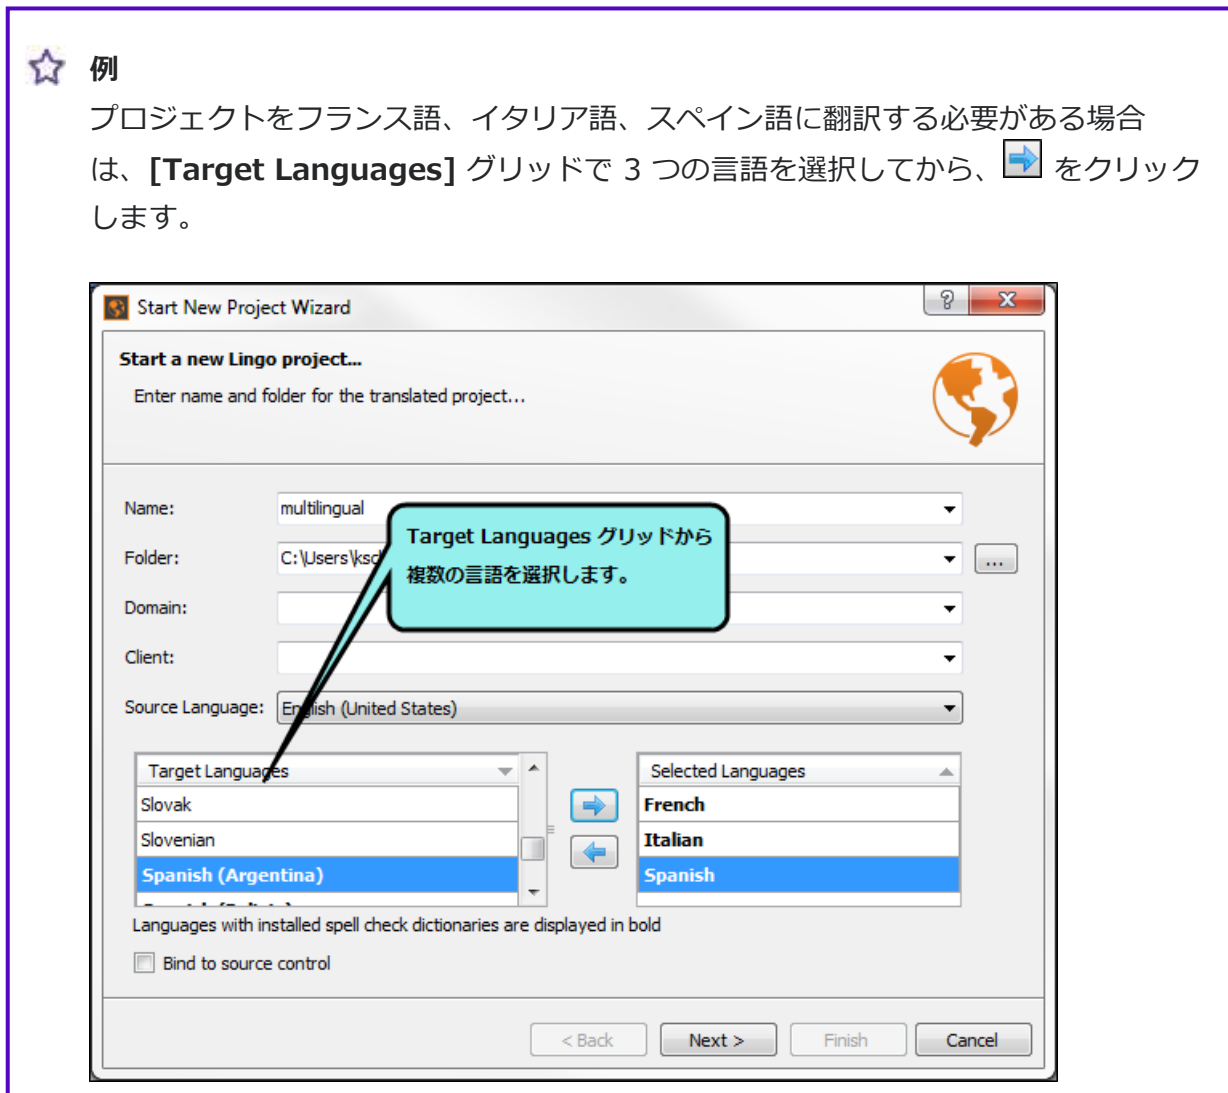 例
プロジェクトをフランス語、イタリア語、スペイン語に翻訳する必要がある場合
は、[Target Languages] グリッドで 3 つの言語を選択してから、 をクリック
します。
Start New Project Wizard
Start a new Lingo project...
Enter name and folder for the translated project...
Name: multilingual
Target Languages グリッドから
Folder: C:\Users\ksc ...
複数の言語を選択します。
Domain:
Client:
Source Language: English (United States)
Target Languages Selected Languages
Slovak French
Slovenian Italian
Spanish (Argentina) Spanish
Languages with installed spell check dictionaries are displayed in bold
Bind to source control
< Back Next > Finish Cancel